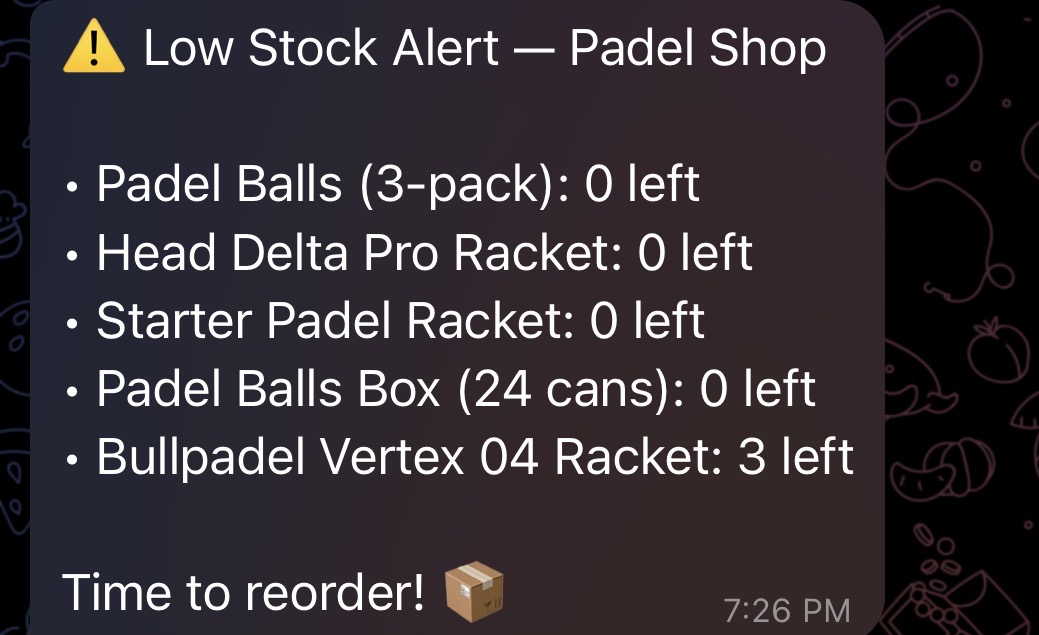 ⚠️ Low Stock Alert — Padel Shop
• Padel Balls (3-pack): 0 left
• Head Delta Pro Racket: 0 left
• Starter Padel Racket: 0 left
• Padel Balls Box (24 cans): 0 left
• Bullpadel Vertex 04 Racket: 3 left
Time to reorder! 📦
7:26 PM